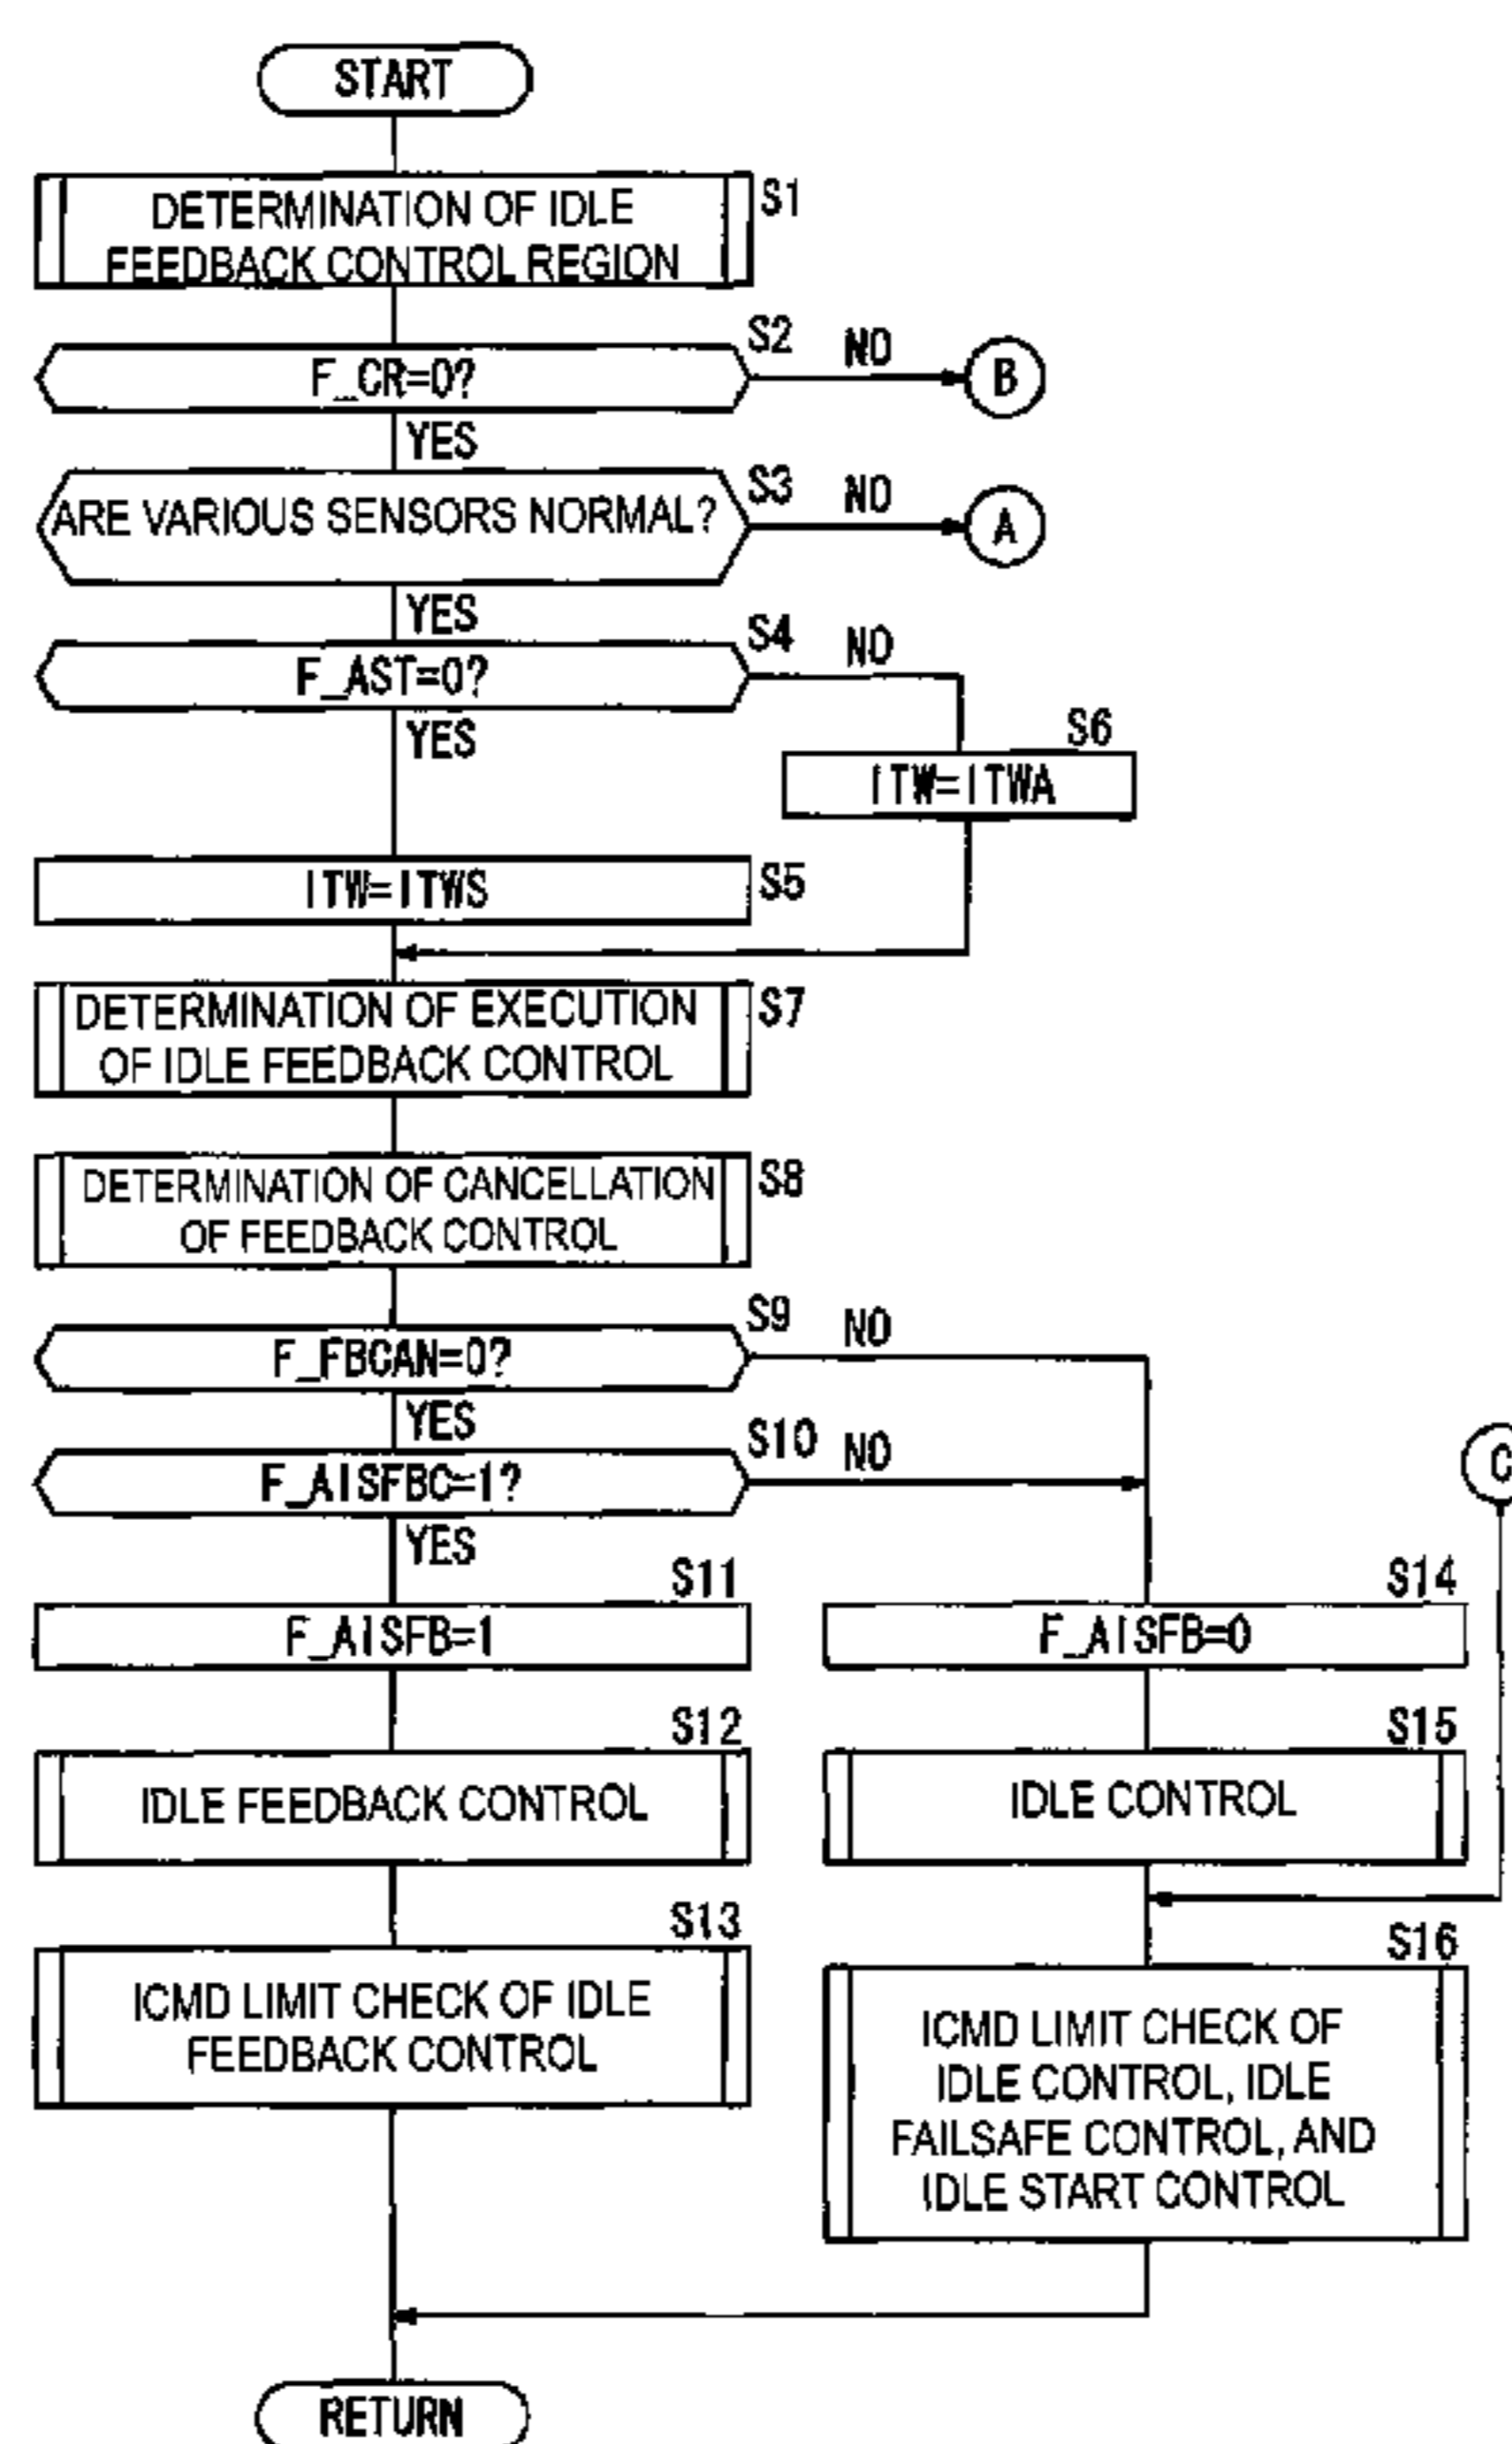 START
DETERMINATION OF IDLE
FEEDBACK CONTROL REGION
S1
F_CR=0?
S2
NO
B
YES
ARE VARIOUS SENSORS NORMAL?
S3
NO
A
YES
F_AST=0?
S4
NO
YES
S6
ITW=ITWA
ITW=ITWS
S5
DETERMINATION OF EXECUTION
OF IDLE FEEDBACK CONTROL
S7
DETERMINATION OF CANCELLATION
OF FEEDBACK CONTROL
S8
F_FBCAN=0?
S9
NO
YES
F_AISFBC=1?
S10
NO
C
YES
S11
F_AISFB=1
S14
F_AISFB=0
S12
IDLE FEEDBACK CONTROL
S15
IDLE CONTROL
S13
ICMD LIMIT CHECK OF IDLE
FEEDBACK CONTROL
S16
ICMD LIMIT CHECK OF
IDLE CONTROL, IDLE
FAILSAFE CONTROL, AND
IDLE START CONTROL
RETURN